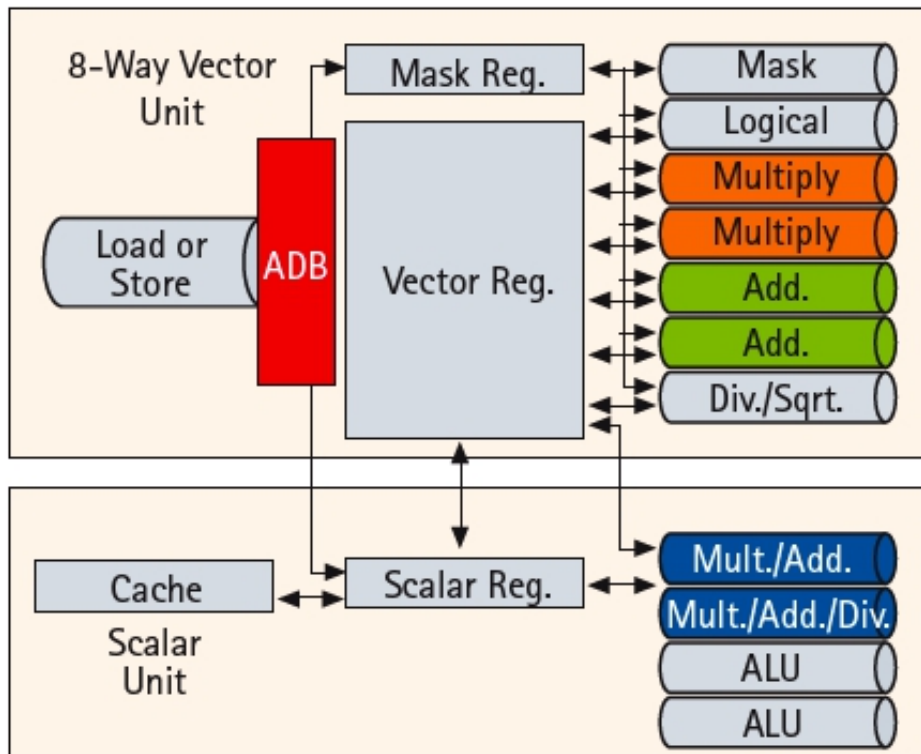 8-Way Vector
Unit
Mask Reg.
Mask
Logical
Multiply
Multiply
Add.
Add.
Div./Sqrt.
Load or
Store
ADB
Vector Reg.
Cache
Scalar
Unit
Scalar Reg.
Mult./Add.
Mult./Add./Div.
ALU
ALU